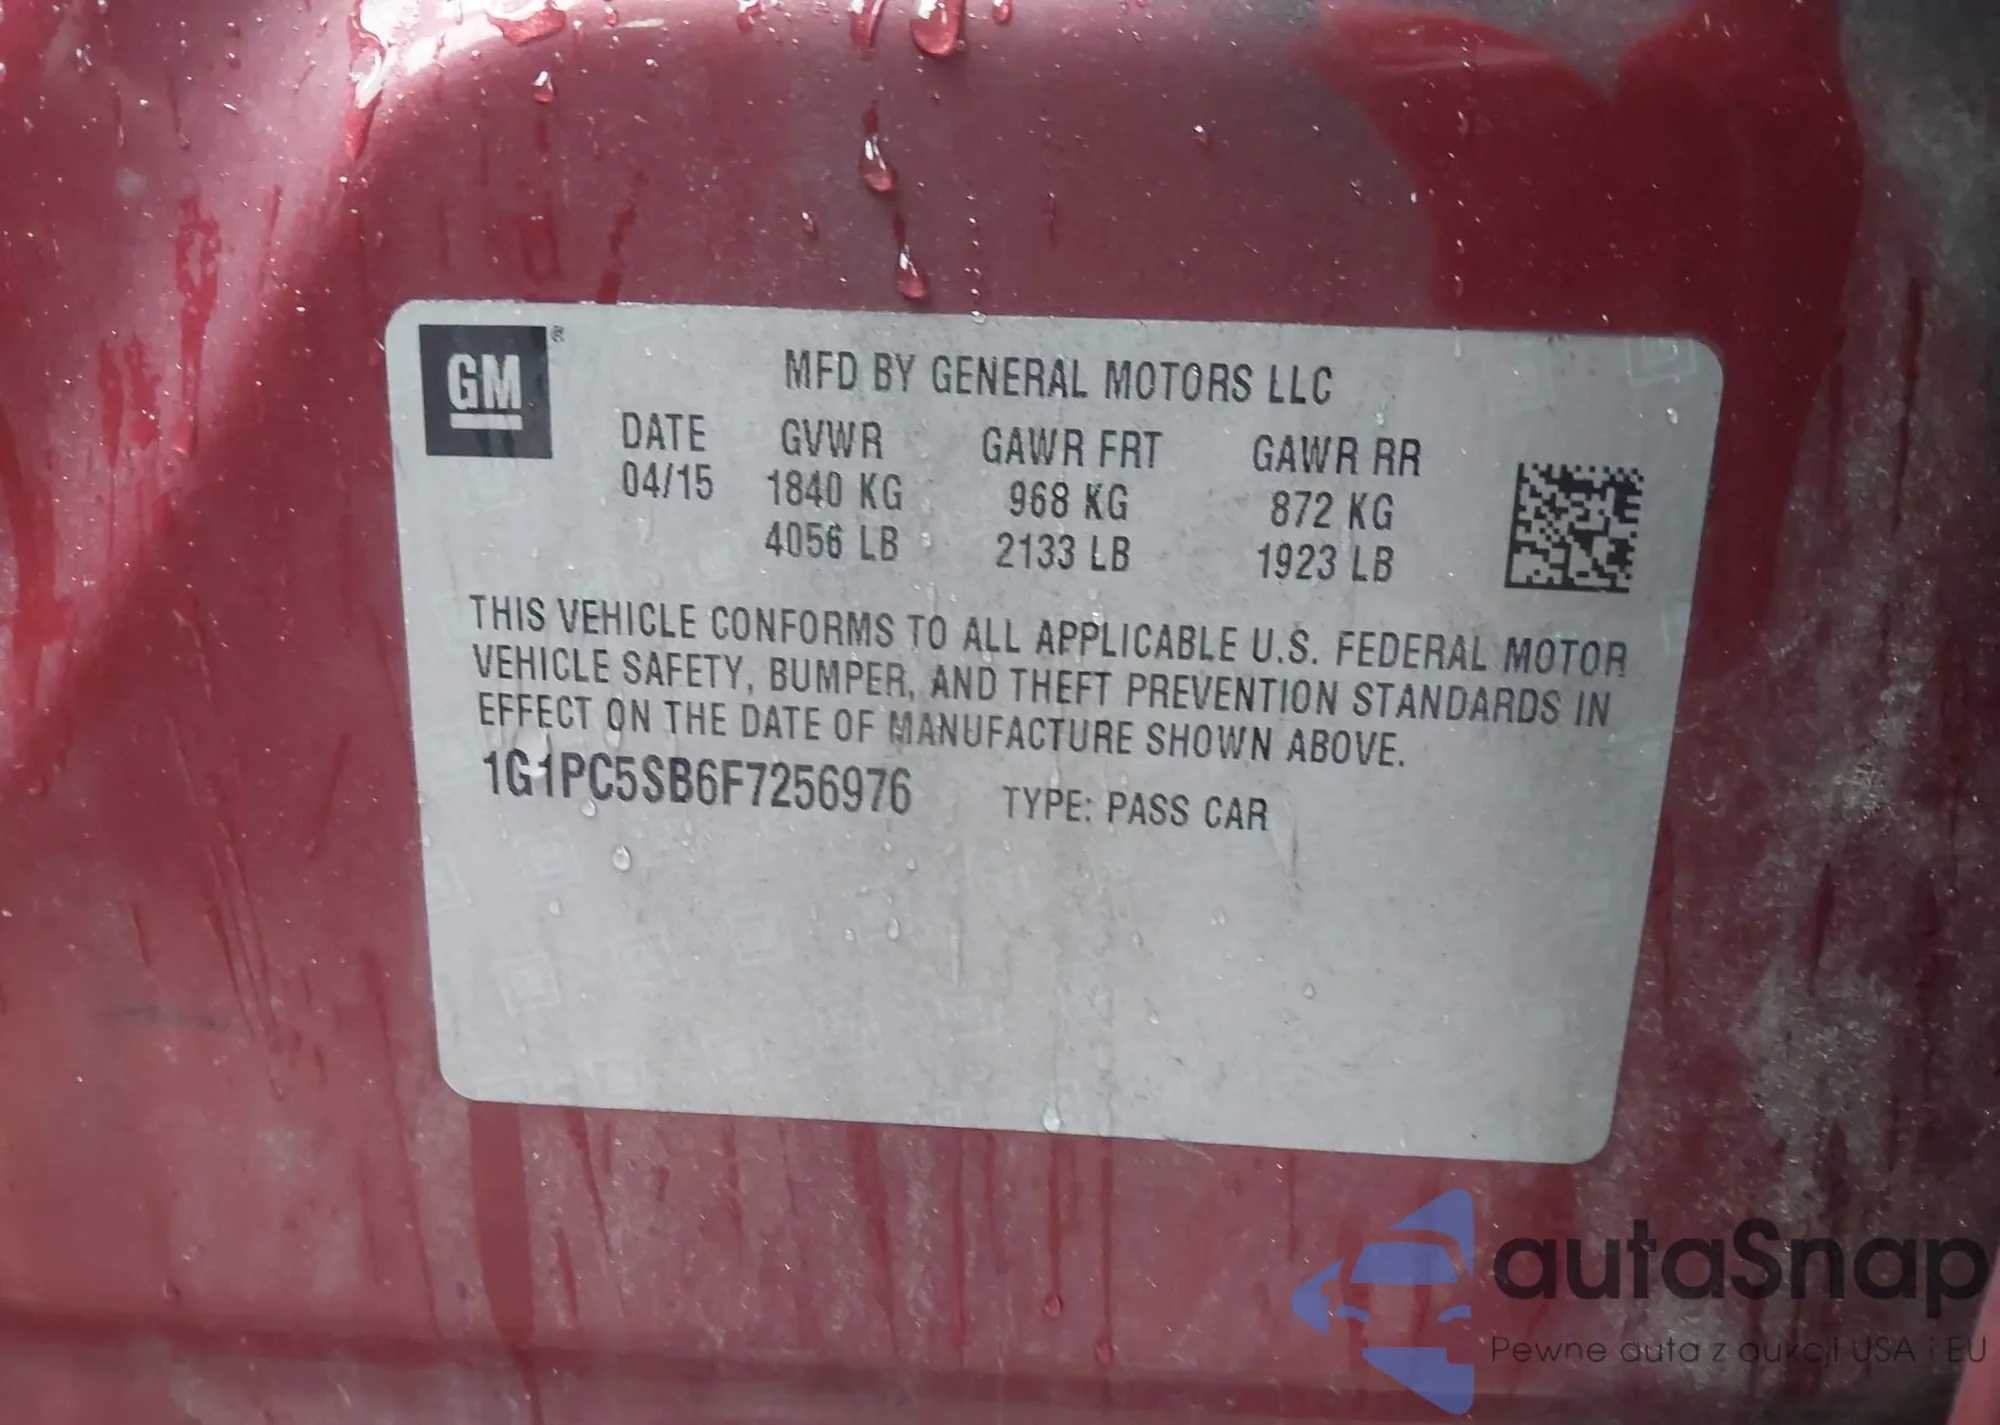 GM ®
MFD BY GENERAL MOTORS LLC
DATE GVWR GAWR FRT GAWR RR
04/15 1840 KG 968 KG 872 KG
4056 LB 2133 LB 1923 LB
THIS VEHICLE CONFORMS TO ALL APPLICABLE U.S. FEDERAL MOTOR
VEHICLE SAFETY, BUMPER, AND THEFT PREVENTION STANDARDS IN
EFFECT ON THE DATE OF MANUFACTURE SHOWN ABOVE.
1G1PC5SB6F7256976 TYPE: PASS CAR
autaSnap
Pewne auta z aukcji USA i EU